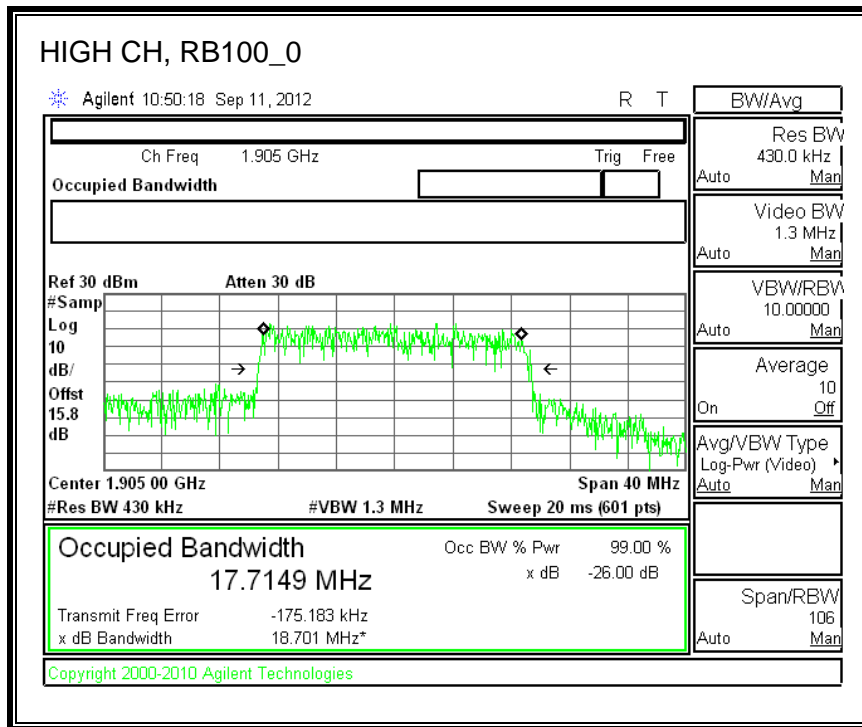 HIGH CH, RB100_0
Agilent 10:50:18 Sep 11, 2012 R T
Ch Freq 1.905 GHz Trig Free
Occupied Bandwidth
Ref 30 dBm Atten 30 dB
#Samp
Log
10
dB/
Offst
15.8
dB
Center 1.905 00 GHz Span 40 MHz
#Res BW 430 kHz #VBW 1.3 MHz Sweep 20 ms (601 pts)
Occupied Bandwidth Occ BW % Pwr 99.00 %
17.7149 MHz x dB -26.00 dB
Transmit Freq Error -175.183 kHz
x dB Bandwidth 18.701 MHz*
Copyright 2000-2010 Agilent Technologies
BW/Avg
Res BW
430.0 kHz
Auto Man
Video BW
1.3 MHz
Auto Man
VBW/RBW
10.00000
Auto Man
Average
10
On Off
Avg/VBW Type
Log-Pwr (Video)
Auto Man
Span/RBW
106
Auto Man